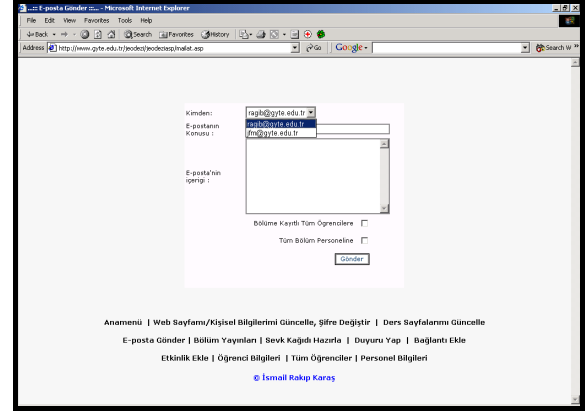 ...::: E-posta Gönder :::... - Microsoft Internet Explorer
File Edit View Favorites Tools Help
Back Search Favorites History
Address http://www.gyte.edu.tr/jeodezi/jeodeziasp/mailat.asp Go Google Search W
Kimden: ragib@gyte.edu.tr
ragib@gyte.edu.tr
jfm@gyte.edu.tr
E-postanın
Konusu :
E-posta'nın
içerigi :
Bölüme Kayıtlı Tüm Ögrencilere
Tüm Bölüm Personeline
Gönder
Anamenü | Web Sayfamı/Kişisel Bilgilerimi Güncelle, Şifre Değiştir | Ders Sayfalarımı Güncelle
E-posta Gönder | Bölüm Yayınları | Sevk Kağıdı Hazırla | Duyuru Yap | Bağlantı Ekle
Etkinlik Ekle | Öğrenci Bilgileri | Tüm Öğrenciler | Personel Bilgileri
© İsmail Rakıp Karaş